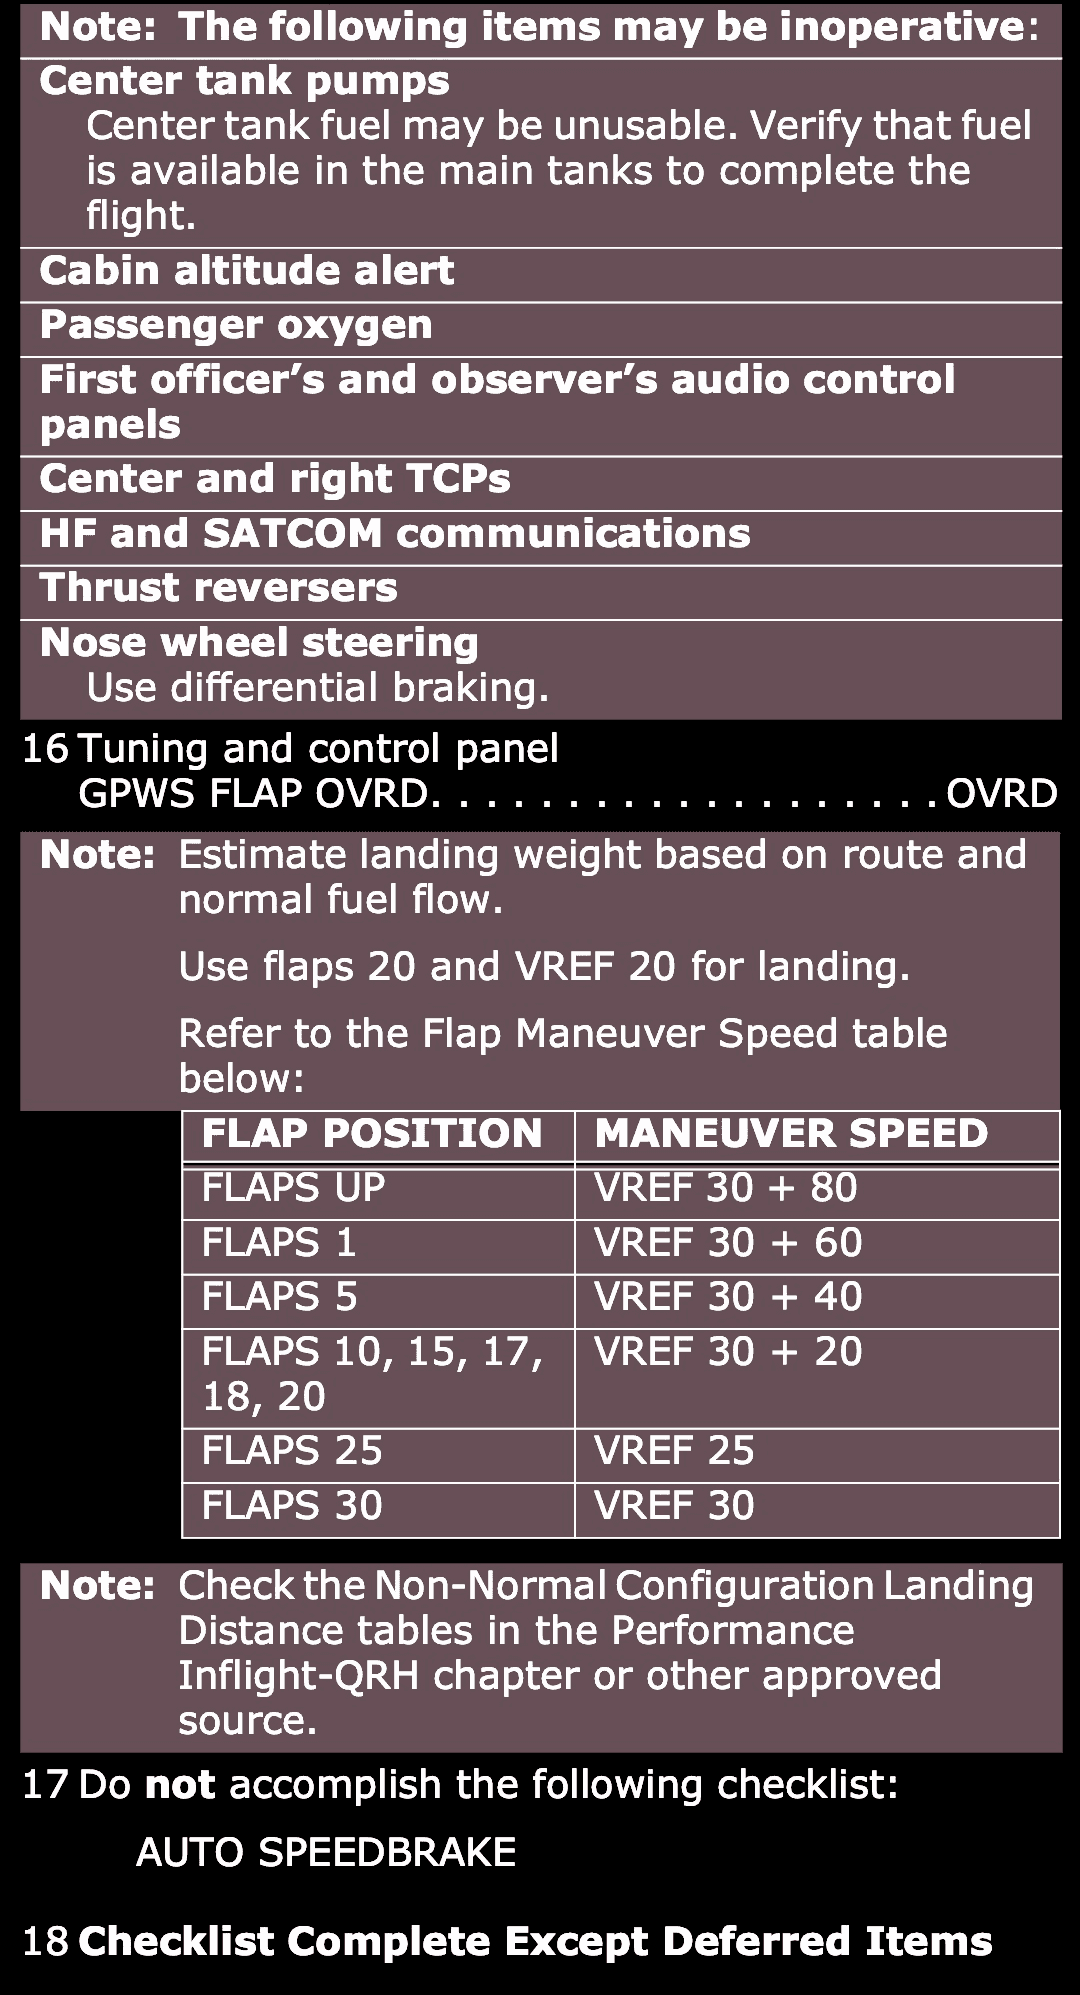 Note: The following items may be inoperative:
Center tank pumps
Center tank fuel may be unusable. Verify that fuel
is available in the main tanks to complete the
flight.
Cabin altitude alert
Passenger oxygen
First officer’s and observer’s audio control
panels
Center and right TCPs
HF and SATCOM communications
Thrust reversers
Nose wheel steering
Use differential braking.
16 Tuning and control panel
GPWS FLAP OVRD. . . . . . . . . . . . . . . . . . . OVRD
Note: Estimate landing weight based on route and
normal fuel flow.
Use flaps 20 and VREF 20 for landing.
Refer to the Flap Maneuver Speed table
below:
FLAP POSITION MANEUVER SPEED
FLAPS UP VREF 30 + 80
FLAPS 1 VREF 30 + 60
FLAPS 5 VREF 30 + 40
FLAPS 10, 15, 17, VREF 30 + 20
18, 20
FLAPS 25 VREF 25
FLAPS 30 VREF 30
Note: Check the Non-Normal Configuration Landing
Distance tables in the Performance
Inflight-QRH chapter or other approved
source.
17 Do not accomplish the following checklist:
AUTO SPEEDBRAKE
18 Checklist Complete Except Deferred Items